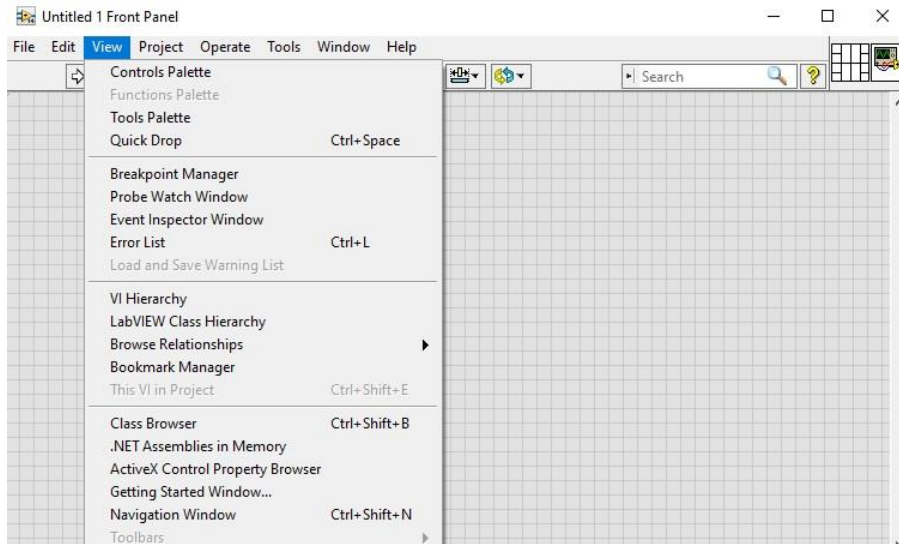 Untitled 1 Front Panel
File Edit View Project Operate Tools Window Help
Search
Controls Palette
Functions Palette
Tools Palette
Quick Drop Ctrl+Space
Breakpoint Manager
Probe Watch Window
Event Inspector Window
Error List Ctrl+L
Load and Save Warning List
VI Hierarchy
LabVIEW Class Hierarchy
Browse Relationships
Bookmark Manager
This VI in Project Ctrl+Shift+E
Class Browser Ctrl+Shift+B
.NET Assemblies in Memory
ActiveX Control Property Browser
Getting Started Window...
Navigation Window Ctrl+Shift+N
Toolbars